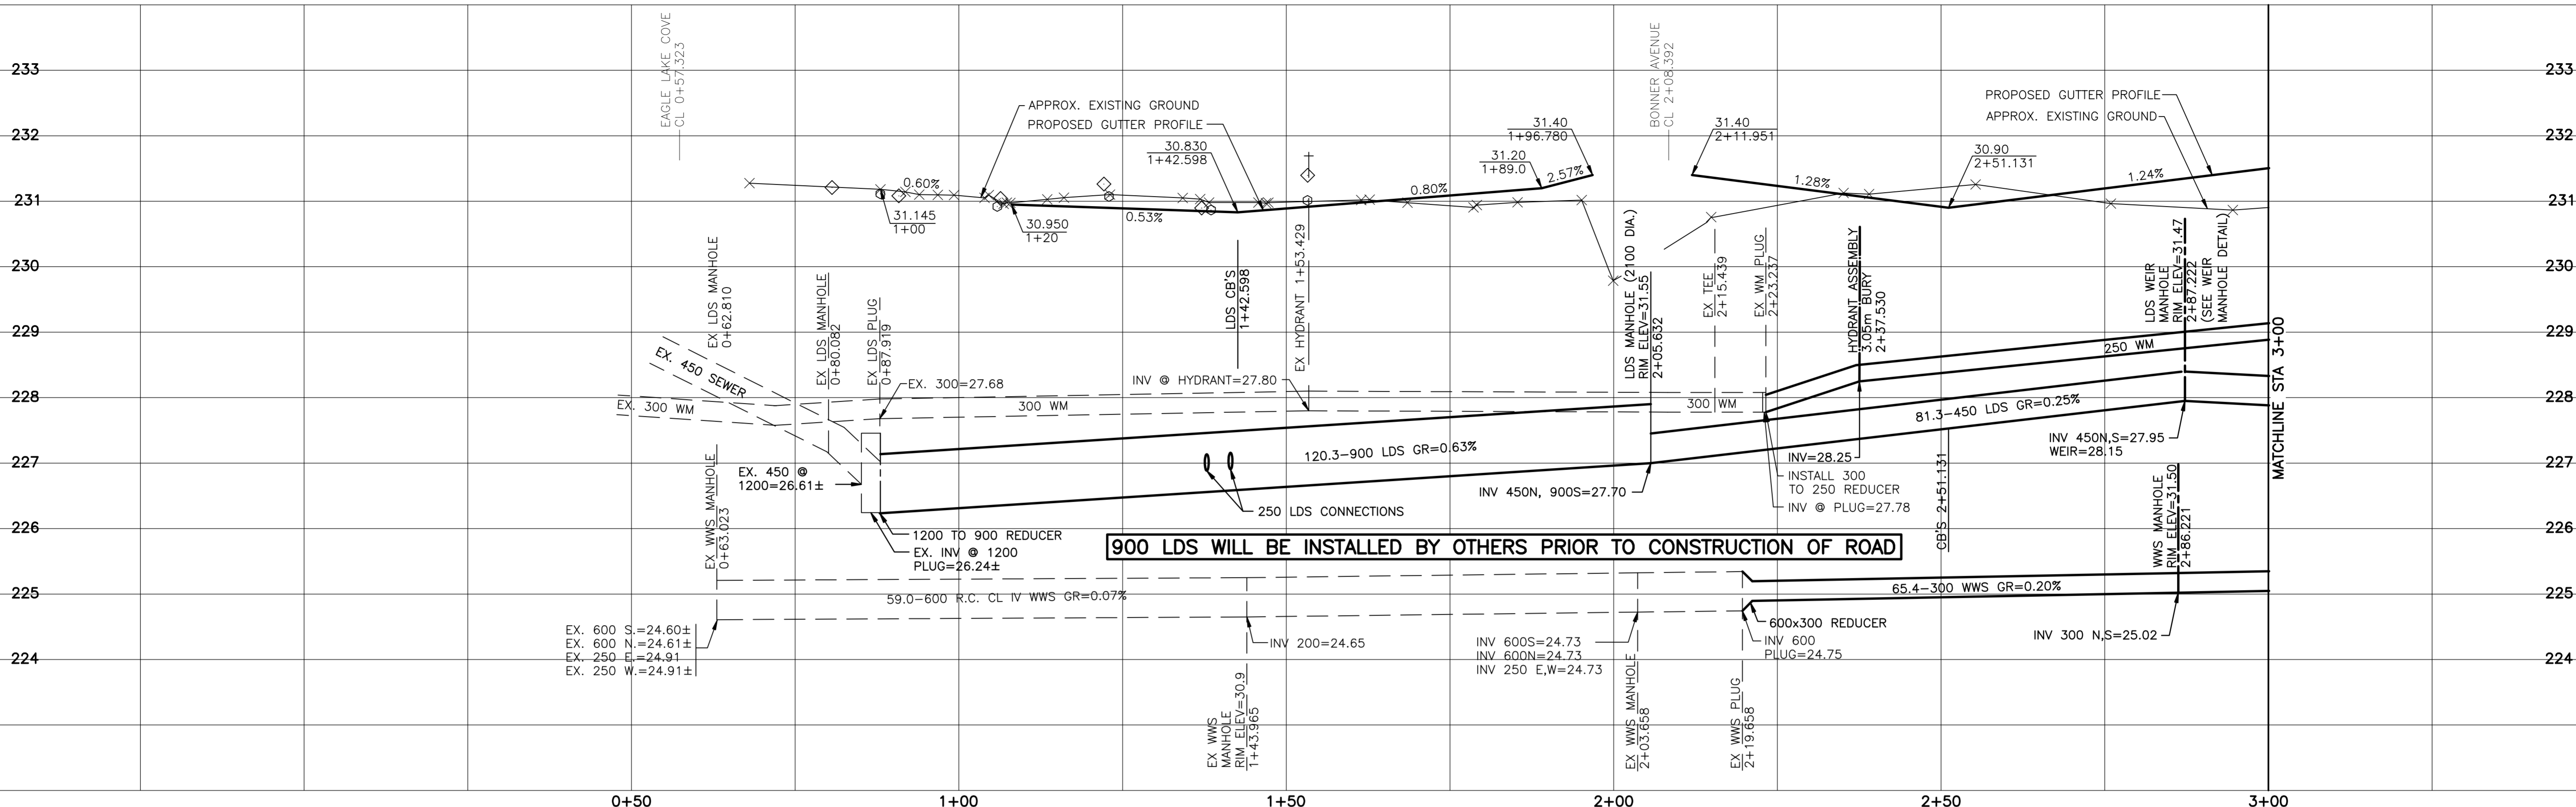 EAGLE LAKE COVE
CL 0+57.323
BONNER AVENUE
CL 2+08.392
233
233
232
232
231
231
230
230
229
229
228
228
227
227
226
226
225
225
224
224
APPROX. EXISTING GROUND
PROPOSED GUTTER PROFILE
30.830
1+42.598
31.40
1+96.780
31.20
1+89.0
31.40
2+11.951
30.90
2+51.131
PROPOSED GUTTER PROFILE
APPROX. EXISTING GROUND
0.60%
31.145
1+00
30.950
1+20
0.53%
0.80%
2.57%
1.28%
1.24%
EX LDS MANHOLE
0+62.810
EX LDS MANHOLE
0+80.082
EX LDS PLUG
0+87.919
LDS CB'S
1+42.598
EX HYDRANT 1+53.429
LDS MANHOLE (2100 DIA.)
RIM ELEV=31.55
2+05.632
EX TEE
2+15.439
EX WM PLUG
2+23.237
HYDRANT ASSEMBLY
3.05m BURY
2+37.530
LDS WEIR
MANHOLE
RIM ELEV=31.47
2+87.222
(SEE WEIR
MANHOLE DETAIL)
MATCHLINE STA 3+00
EX. 450 SEWER
EX. 300 WM
EX. 300=27.68
300 WM
INV @ HYDRANT=27.80
300 WM
250 WM
120.3-900 LDS GR=0.63%
81.3-450 LDS GR=0.25%
EX. 450 @
1200=26.61±
250 LDS CONNECTIONS
INV 450N, 900S=27.70
INV=28.25
INSTALL 300
TO 250 REDUCER
INV @ PLUG=27.78
INV 450N,S=27.95
WEIR=28.15
1200 TO 900 REDUCER
EX. INV @ 1200
PLUG=26.24±
900 LDS WILL BE INSTALLED BY OTHERS PRIOR TO CONSTRUCTION OF ROAD
CB'S 2+51.131
WWS MANHOLE
RIM ELEV=31.50
2+86.221
EX WWS MANHOLE
0+63.023
59.0-600 R.C. CL IV WWS GR=0.07%
65.4-300 WWS GR=0.20%
EX. 600 S.=24.60±
EX. 600 N.=24.61±
EX. 250 E.=24.91
EX. 250 W.=24.91±
INV 200=24.65
INV 600S=24.73
INV 600N=24.73
INV 250 E,W=24.73
600x300 REDUCER
INV 600
PLUG=24.75
INV 300 N,S=25.02
EX WWS
MANHOLE
RIM ELEV=30.9
1+43.965
EX WWS MANHOLE
2+03.658
EX WWS PLUG
2+19.658
0+50
1+00
1+50
2+00
2+50
3+00